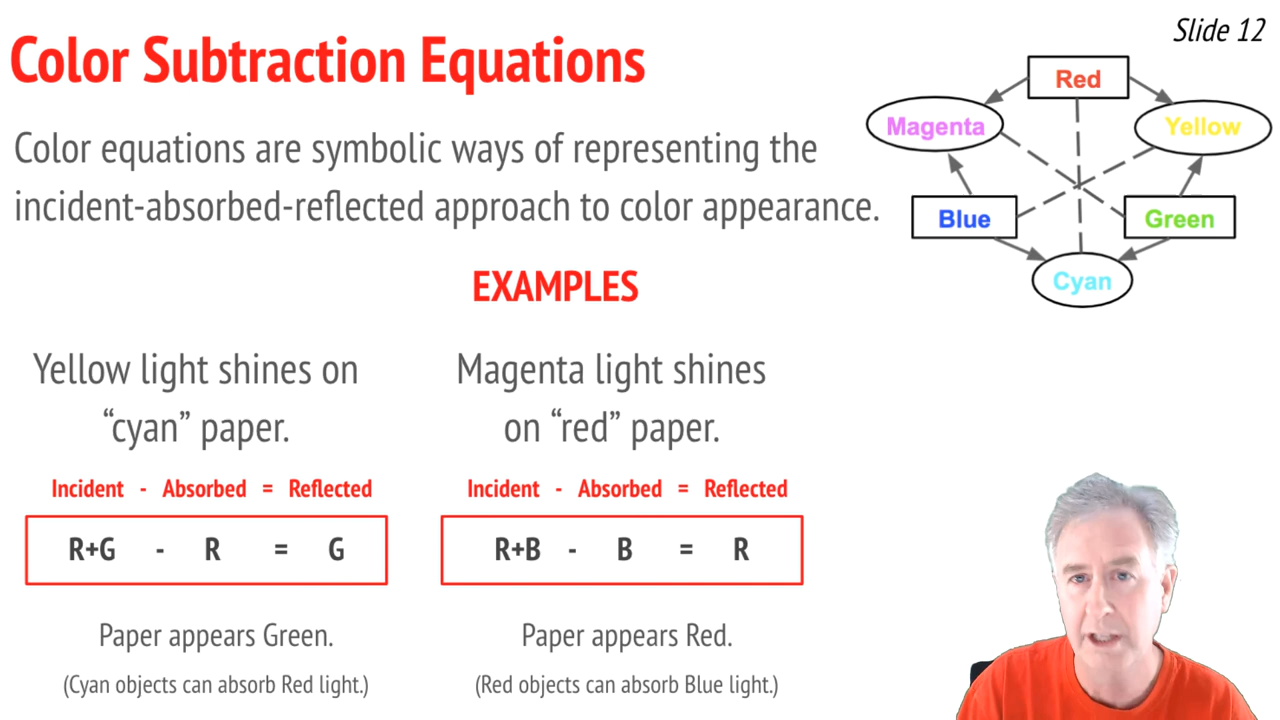 Slide 12
Color Subtraction Equations
Red
Magenta
Yellow
Blue
Green
Cyan
Color equations are symbolic ways of representing the
incident-absorbed-reflected approach to color appearance.
EXAMPLES
Yellow light shines on
“cyan” paper.
Incident - Absorbed = Reflected
R+G - R = G
Paper appears Green.
(Cyan objects can absorb Red light.)
Magenta light shines
on “red” paper.
Incident - Absorbed = Reflected
R+B - B = R
Paper appears Red.
(Red objects can absorb Blue light.)